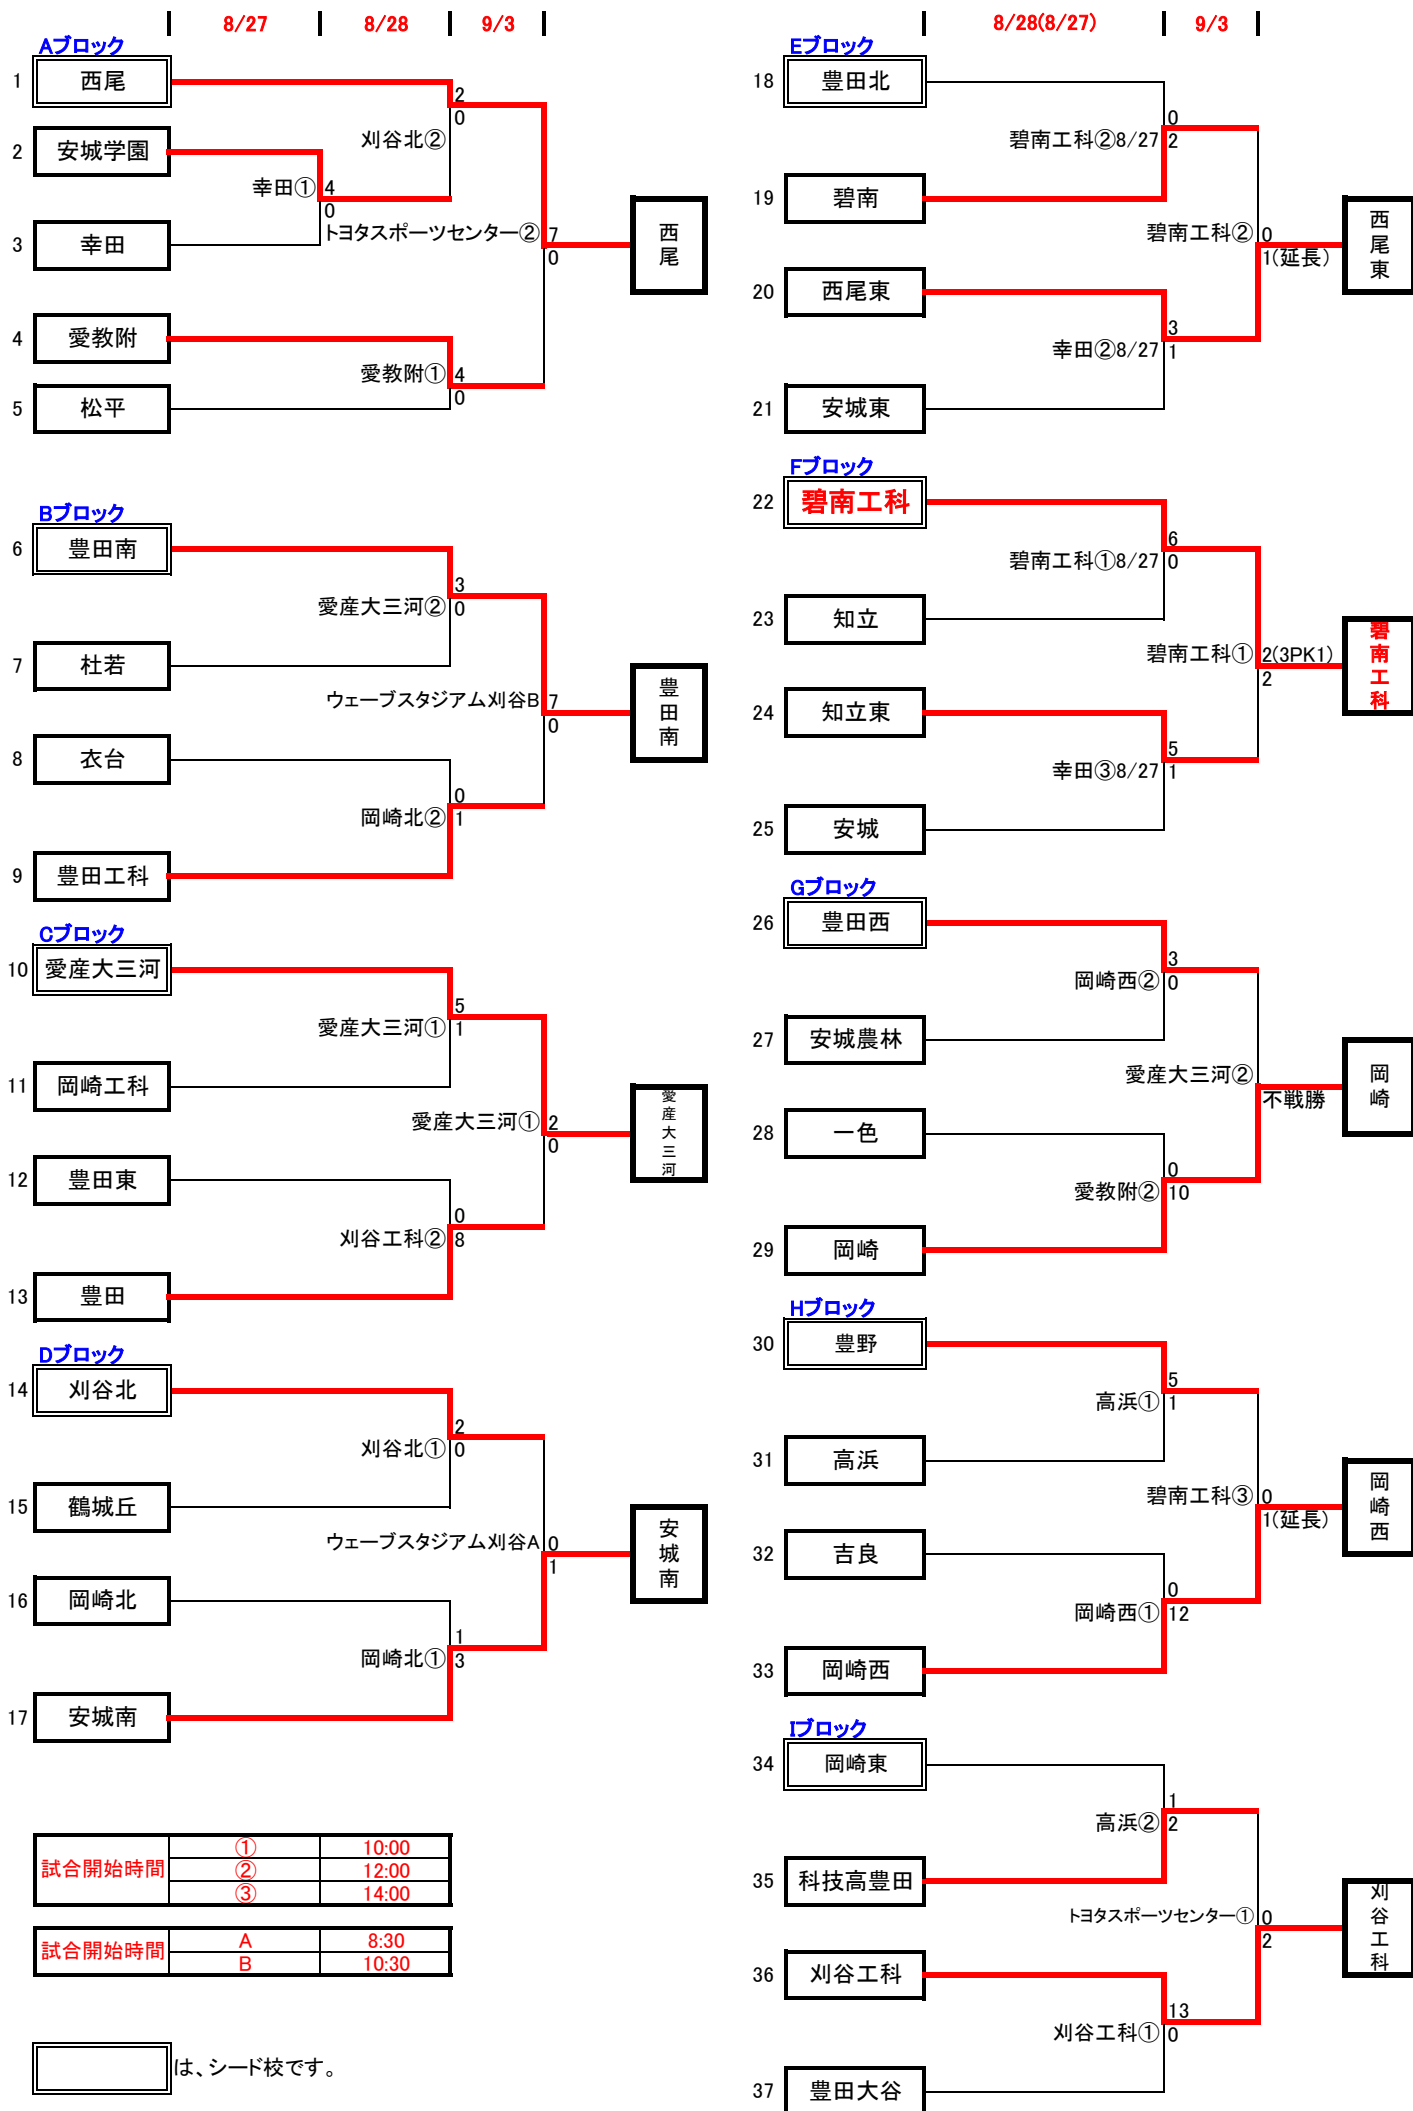 8/27 8/28 9/3
Aブロック
1 西尾
2
0
刈谷北②
2 安城学園
幸田① 4
0
3 幸田
トヨタスポーツセンター② 7
0
西尾
4 愛教附
愛教附① 4
0
5 松平
Bブロック
6 豊田南
3
愛産大三河② 0
7 杜若
ウェーブスタジアム刈谷B 7
0
豊田南
8 衣台
0
岡崎北② 1
9 豊田工科
Cブロック
10 愛産大三河
5
愛産大三河① 1
11 岡崎工科
愛産大三河① 2
0
愛産大三河
12 豊田東
0
刈谷工科② 8
13 豊田
Dブロック
14 刈谷北
2
刈谷北① 0
15 鶴城丘
ウェーブスタジアム刈谷A 0
1
安城南
16 岡崎北
1
岡崎北① 3
17 安城南
試合開始時間 ① 10:00
② 12:00
③ 14:00
試合開始時間 A 8:30
B 10:30
は、シード枝です。
8/28(8/27) 9/3
Eブロック
18 豊田北
0
碧南工科②8/27 2
19 碧南
碧南工科② 0
1(延長)
西尾東
20 西尾東
3
幸田②8/27 1
21 安城東
Fブロック
22 碧南工科
6
碧南工科①8/27 0
23 知立
碧南工科① 2(3PK1)
2
碧南工科
24 知立東
5
幸田③8/27 1
25 安城
Gブロック
26 豊田西
3
岡崎西② 0
27 安城農林
愛産大三河②
不戦勝
岡崎
28 一色
0
愛教附② 10
29 岡崎
Hブロック
30 豊野
5
高浜① 1
31 高浜
碧南工科③ 0
1(延長)
岡崎西
32 吉良
0
岡崎西① 12
33 岡崎西
Iブロック
34 岡崎東
1
高浜② 2
35 科技高豊田
トヨタスポーツセンター① 0
2
刈谷工科
36 刈谷工科
13
刈谷工科① 0
37 豊田大谷